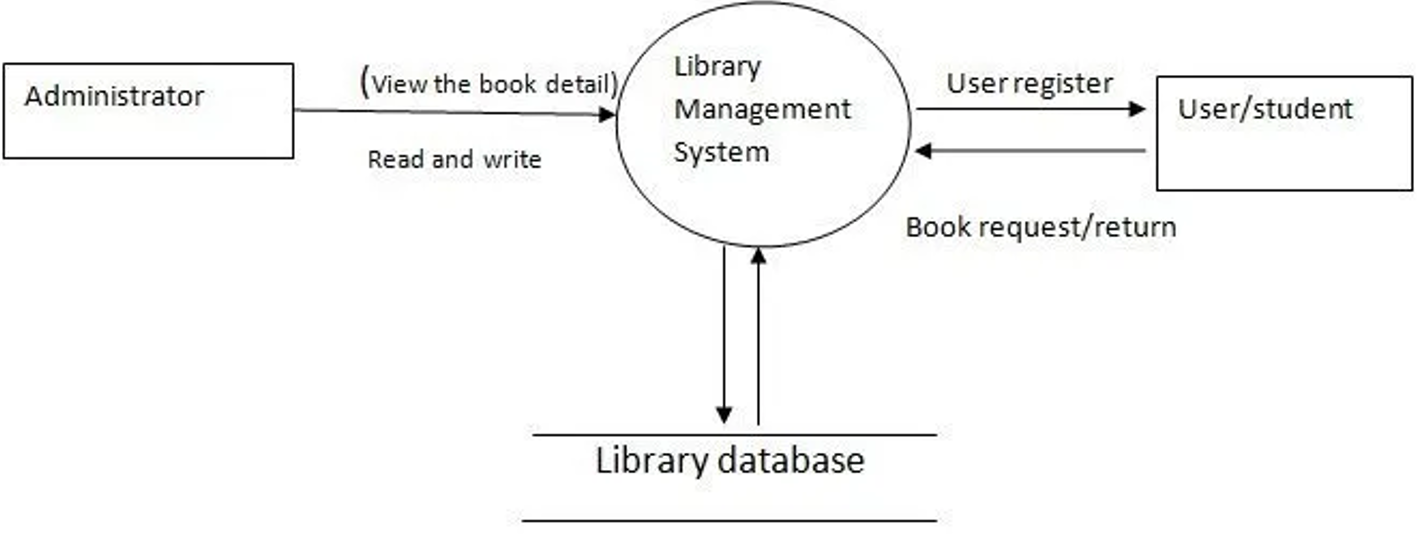 Administrator
(View the book detail)
Read and write
Library
Management
System
User register
User/student
Book request/return
Library database